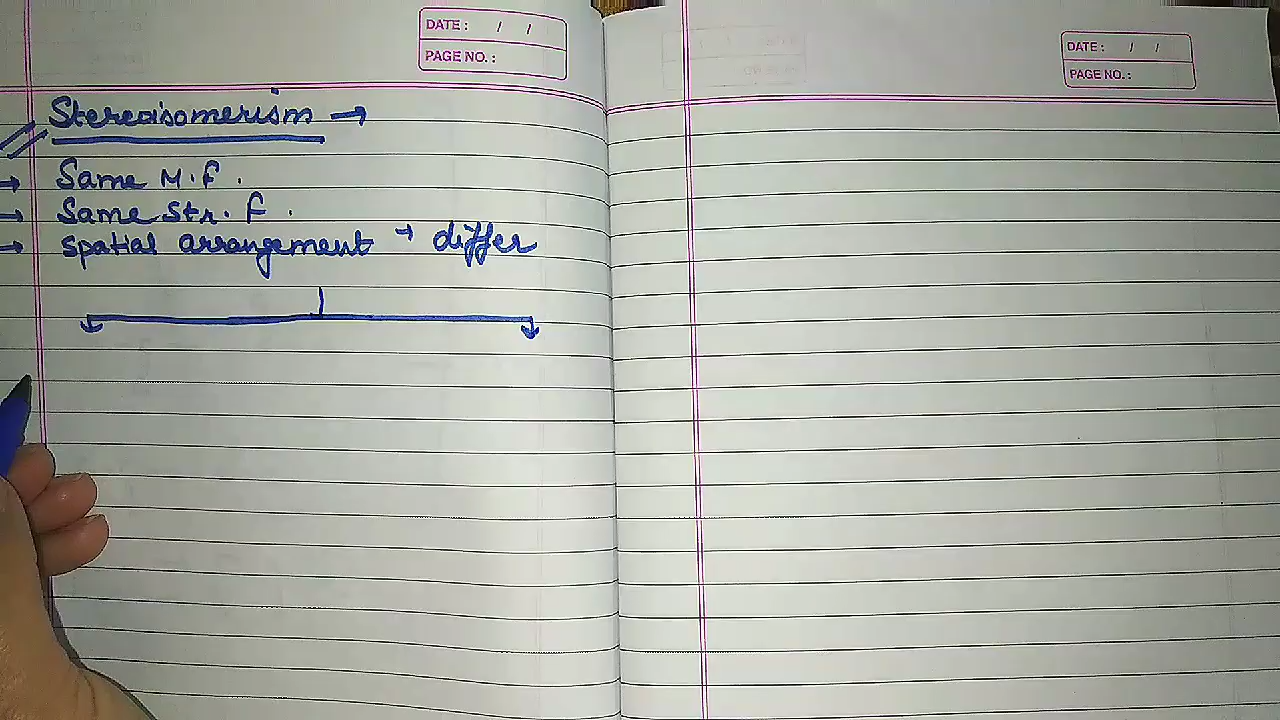 DATE : / /
PAGE NO. :
Stereoisomerism →
→ Same M.F.
→ Same Str. F.
→ Spatial arrangement → differ
DATE : / /
PAGE NO. :